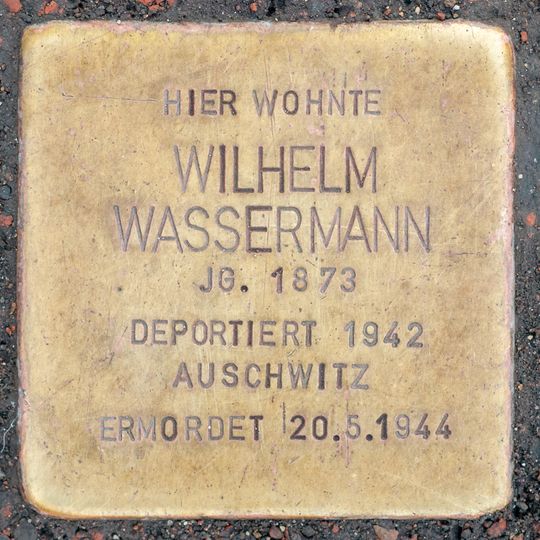 HIER WOHNTE
WILHELM
WASSERMANN
JG. 1873
DEPORTIERT 1942
AUSCHWITZ
ERMORDET 20.5.1944